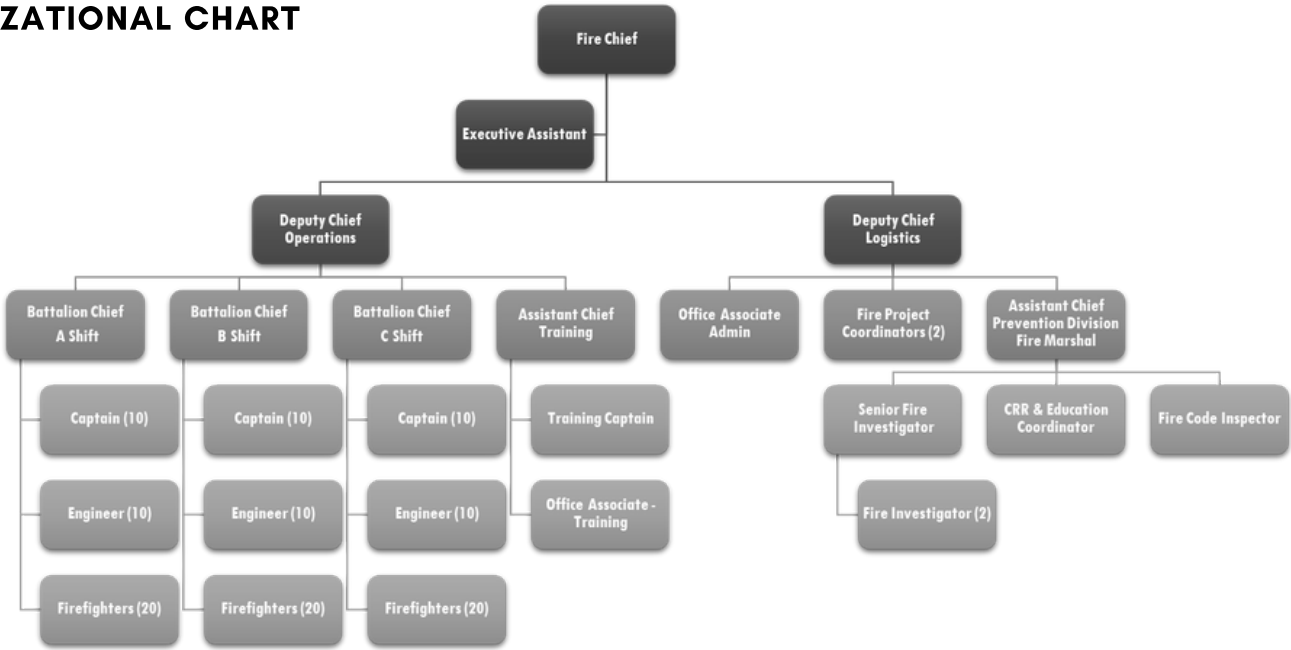 ZATIONAL CHART
Fire Chief
Executive Assistant
Deputy Chief
Operations
Deputy Chief
Logistics
Battalion Chief
A Shift
Battalion Chief
B Shift
Battalion Chief
C Shift
Assistant Chief
Training
Office Associate
Admin
Fire Project
Coordinators (2)
Assistant Chief
Prevention Division
Fire Marshal
Captain (10)
Captain (10)
Captain (10)
Training Captain
Senior Fire
Investigator
CRR & Education
Coordinator
Fire Code Inspector
Engineer (10)
Engineer (10)
Engineer (10)
Office Associate -
Training
Fire Investigator (2)
Firefighters (20)
Firefighters (20)
Firefighters (20)